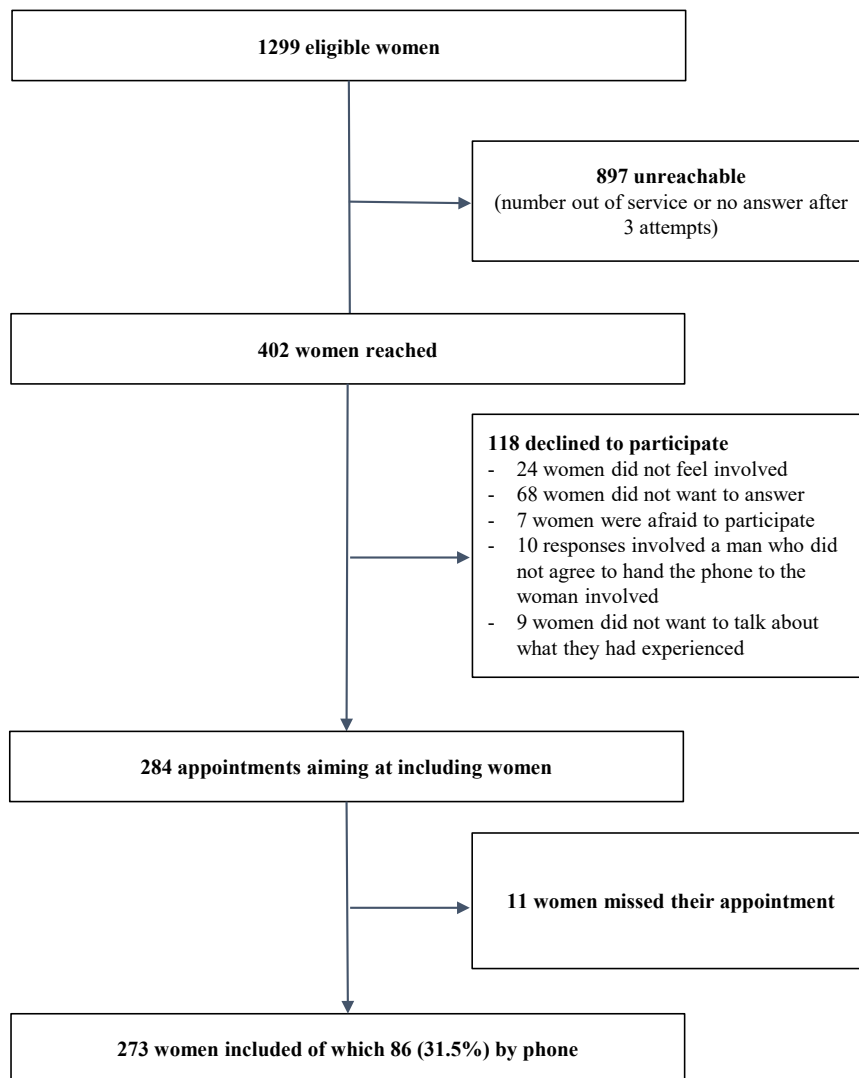 1299 eligible women
897 unreachable
(number out of service or no answer after
3 attempts)
402 women reached
118 declined to participate
- 24 women did not feel involved
- 68 women did not want to answer
- 7 women were afraid to participate
- 10 responses involved a man who did
not agree to hand the phone to the
woman involved
- 9 women did not want to talk about
what they had experienced
284 appointments aiming at including women
11 women missed their appointment
273 women included of which 86 (31.5%) by phone